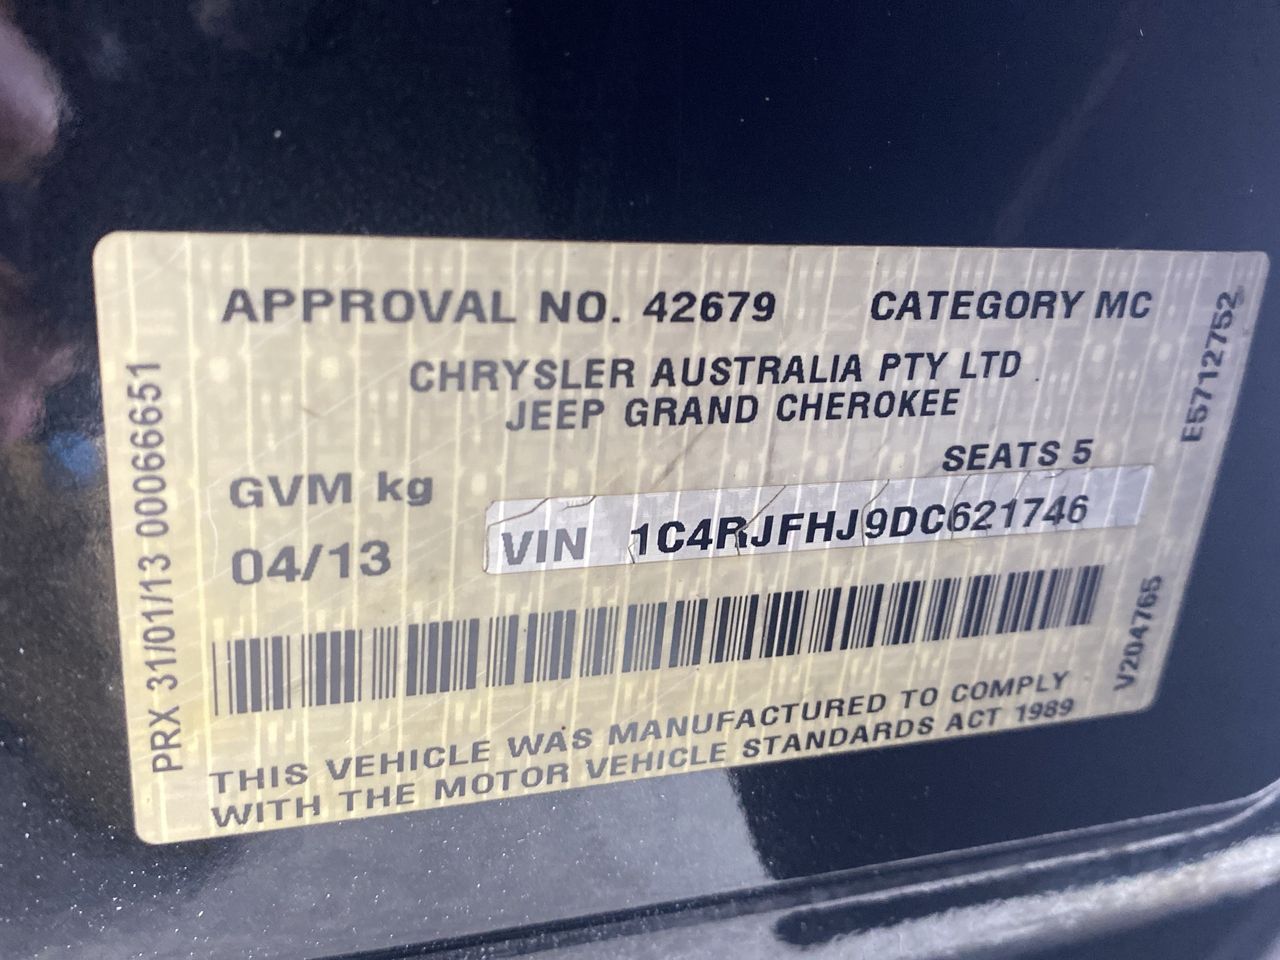 APPROVAL NO. 42679 CATEGORY MC
CHRYSLER AUSTRALIA PTY LTD
JEEP GRAND CHEROKEE
SEATS 5
GVM kg
VIN 1C4RJFHJ9DC621746
04/13
THIS VEHICLE WAS MANUFACTURED TO COMPLY
WITH THE MOTOR VEHICLE STANDARDS ACT 1989
PRX 31/01/13 00066651
E5712752
V204765